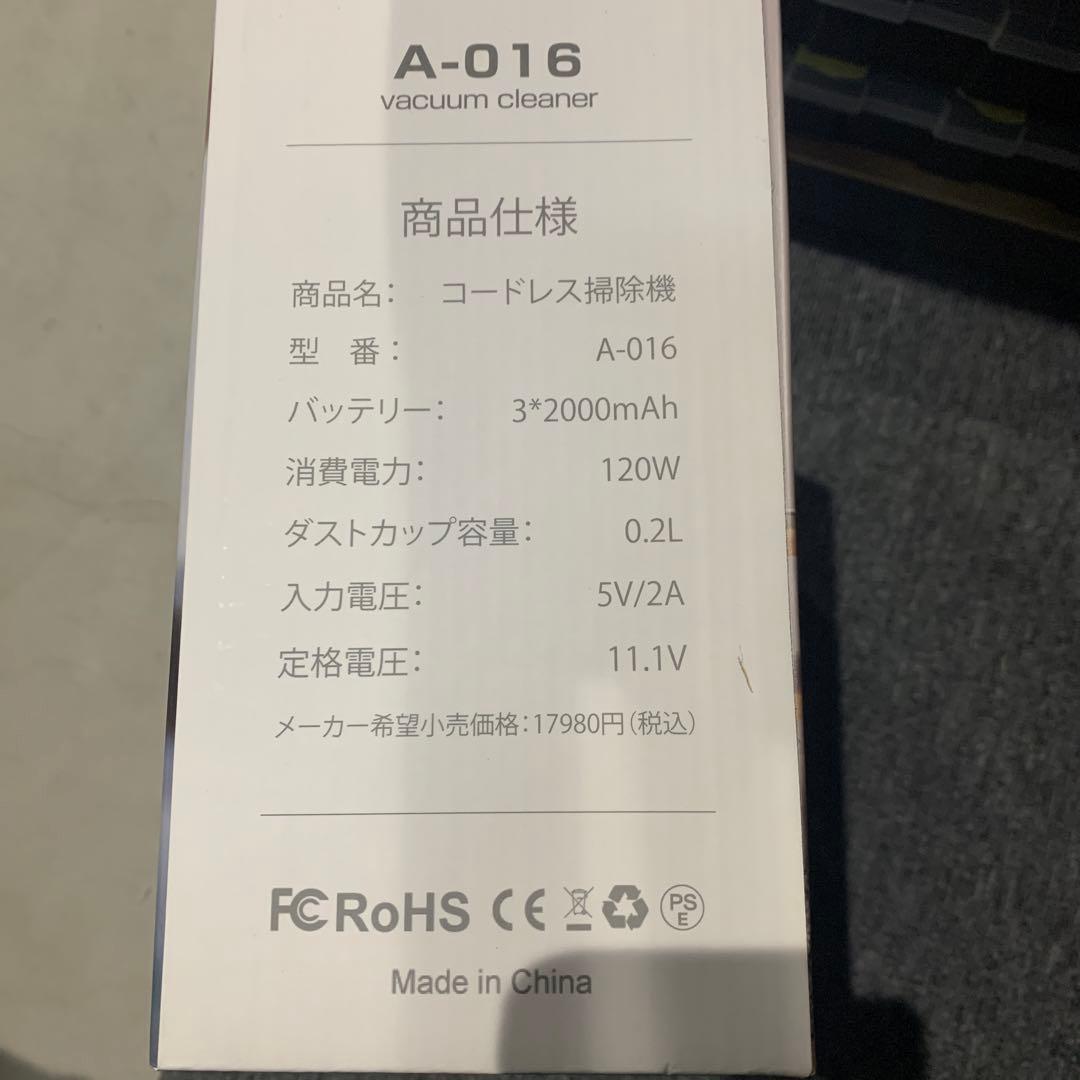 A-016
vacuum cleaner
商品仕様
商品名： コードレス掃除機
型　番： A-016
バッテリー： 3*2000mAh
消費電力： 120W
ダストカップ容量： 0.2L
入力電圧： 5V/2A
定格電圧： 11.1V
メーカー希望小売価格：17980円（税込）
FC RoHS CE PSE
Made in China